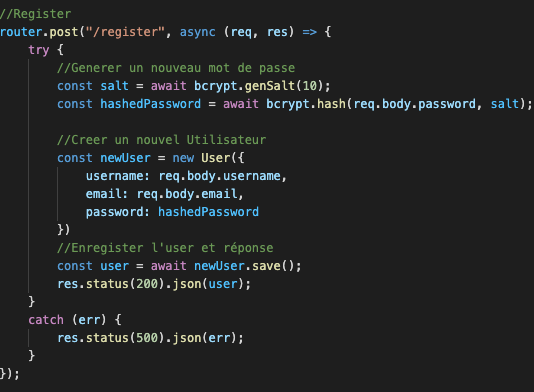 //Register
router.post("/register", async (req, res) => {
    try {
        //Generer un nouveau mot de passe
        const salt = await bcrypt.genSalt(10);
        const hashedPassword = await bcrypt.hash(req.body.password, salt);

        //Creer un nouvel Utilisateur
        const newUser = new User({
            username: req.body.username,
            email: req.body.email,
            password: hashedPassword
        })
        //Enregister l'user et réponse
        const user = await newUser.save();
        res.status(200).json(user);
    }
    catch (err) {
        res.status(500).json(err);
    }
});